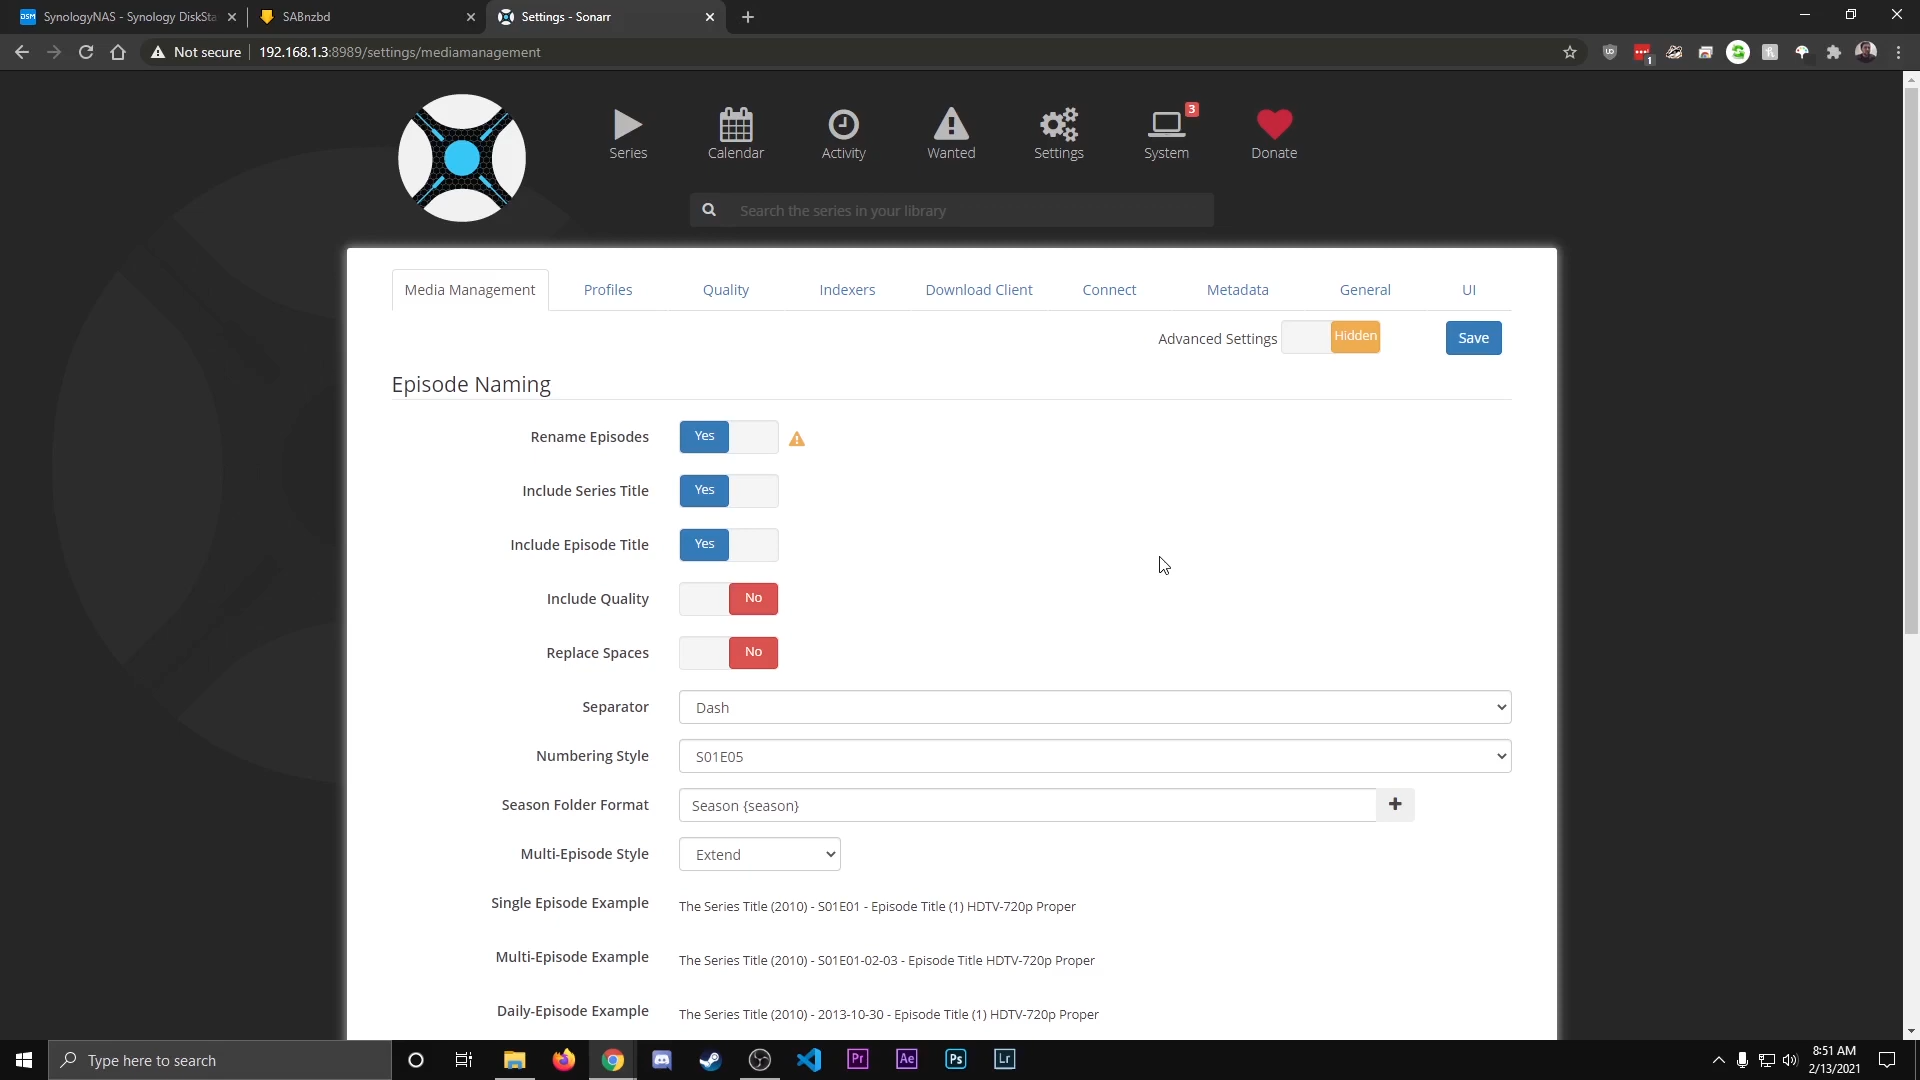 SynologyNAS - Synology DiskSta
SABnzbd
Settings - Sonarr
Not secure
192.168.1.3:8989/settings/mediamanagement
1
Series
Calendar
Activity
Wanted
Settings
3
System
Donate
Search the series in your library
Media Management
Profiles
Quality
Indexers
Download Client
Connect
Metadata
General
UI
Advanced Settings
Hidden
Save
Episode Naming
Rename Episodes
Yes
Include Series Title
Yes
Include Episode Title
Yes
Include Quality
No
Replace Spaces
No
Separator
Dash
Numbering Style
S01E05
Season Folder Format
Season {season}
Multi-Episode Style
Extend
Single Episode Example
The Series Title (2010) - S01E01 - Episode Title (1) HDTV-720p Proper
Multi-Episode Example
The Series Title (2010) - S01E01-02-03 - Episode Title HDTV-720p Proper
Daily-Episode Example
The Series Title (2010) - 2013-10-30 - Episode Title (1) HDTV-720p Proper
Type here to search
Pr
Ae
Ps
Lr
8:51 AM
2/13/2021